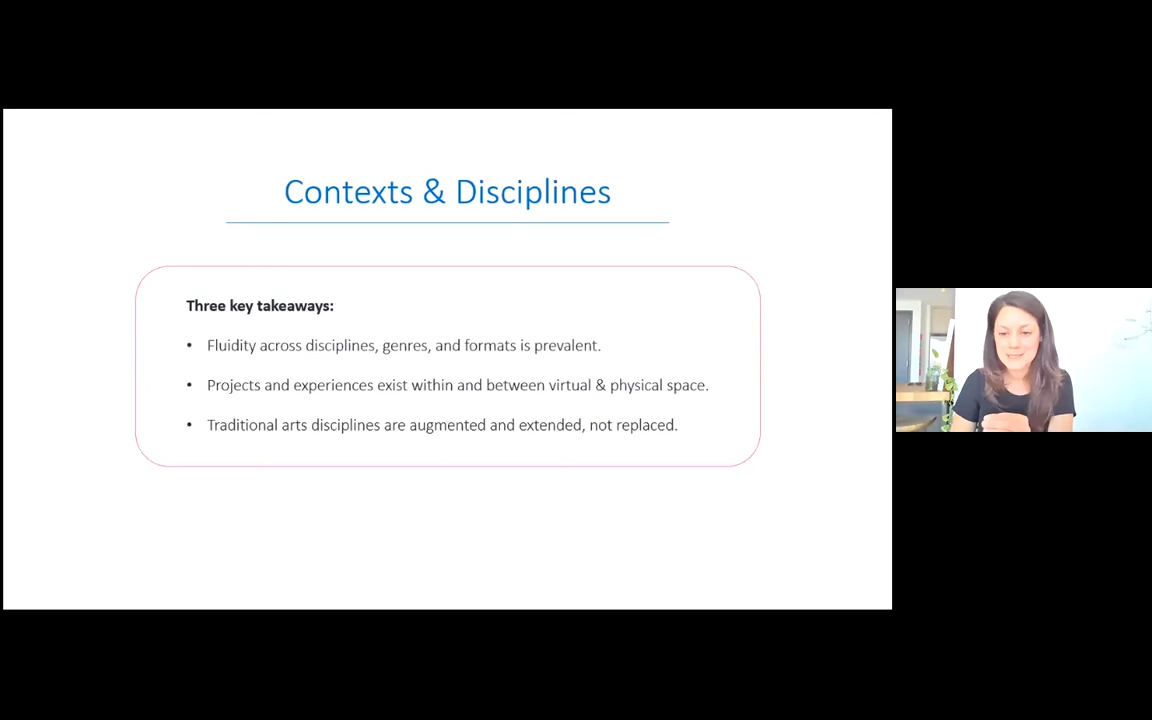 Contexts & Disciplines
Three key takeaways:
• Fluidity across disciplines, genres, and formats is prevalent.
• Projects and experiences exist within and between virtual & physical space.
• Traditional arts disciplines are augmented and extended, not replaced.